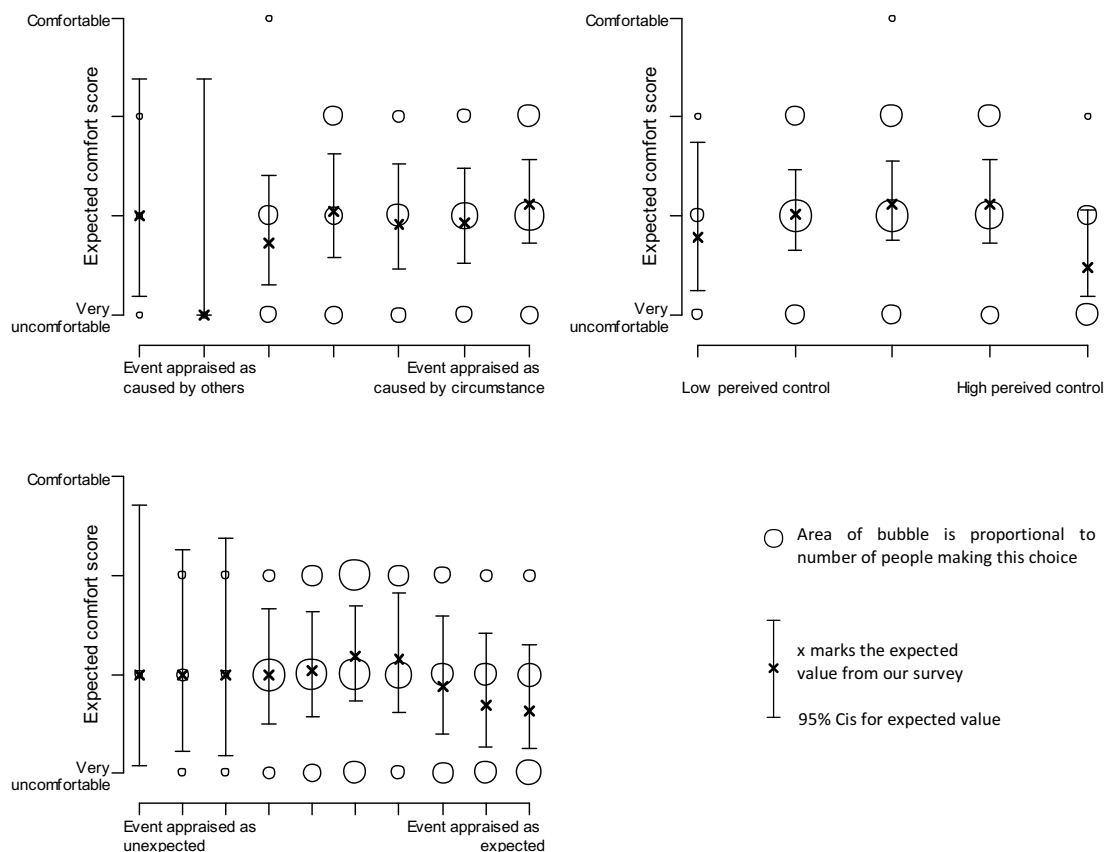 Comfortable
Expected comfort score
Very
uncomfortable
Event appraised as
caused by others
Event appraised as
caused by circumstance
Comfortable
Expected comfort score
Very
uncomfortable
Low pereived control
High pereived control
Comfortable
Expected comfort score
Very
uncomfortable
Event appraised as
unexpected
Event appraised as
expected
Area of bubble is proportional to
number of people making this choice
x marks the expected
value from our survey
95% Cis for expected value